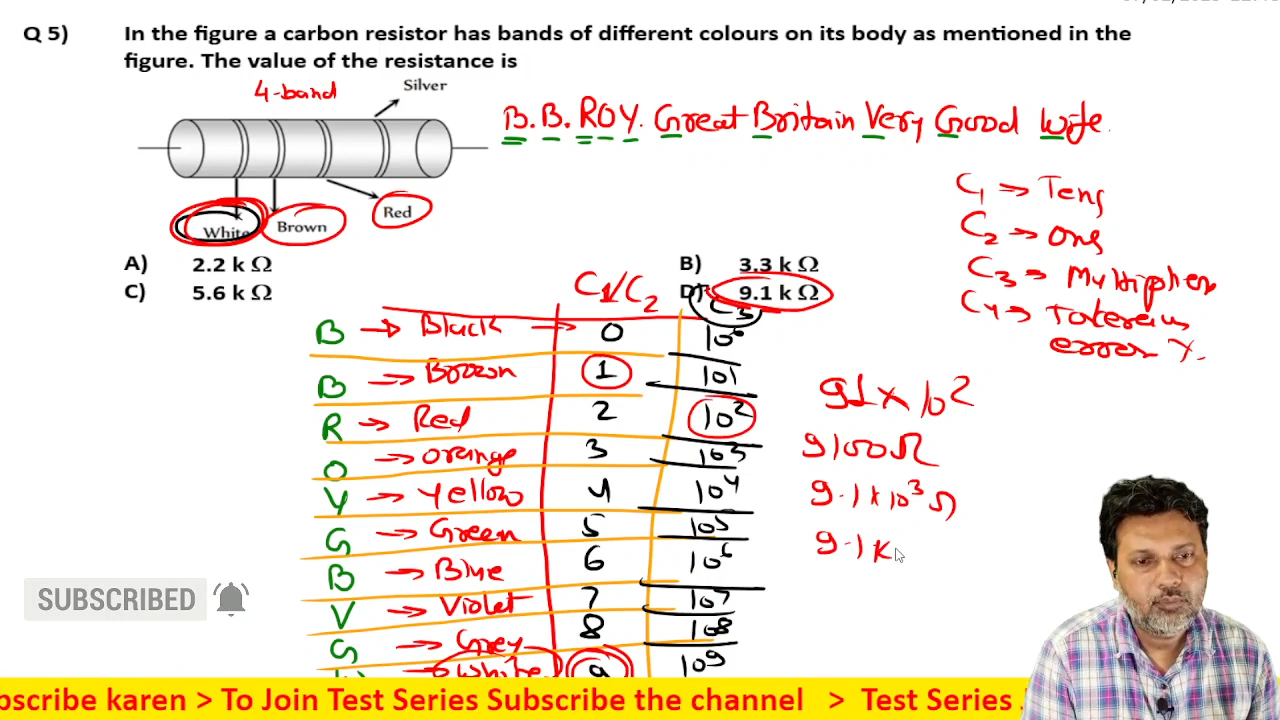 Q 5) In the figure a carbon resistor has bands of different colours on its body as mentioned in the
figure. The value of the resistance is
4-band
Silver
B. B. ROY. Great Britain Very Good Wife.
White
Brown
Red
C1 => Tens
C2 => Ones
C3 => Multiplier
C4 =>
error %.
A) 2.2 k Ω
B) 3.3 k Ω
C) 5.6 k Ω
D) 9.1 k Ω
C1/C2 C3
B → Black → 0 10⁰
B → Brown 1 10¹
R → Red 2 10²
O → Orange 3 10³
Y → Yellow 4 10⁴
G → Green 5 10⁵
B → Blue 6 10⁶
V → Violet 7 10⁷
G → Grey 8 10⁸
→ White 9 10⁹
91 x 10²
9100Ω
9.1 x 10³ Ω
9.1 K
SUBSCRIBED
bscribe karen > To Join Test Series Subscribe the channel > Test Series